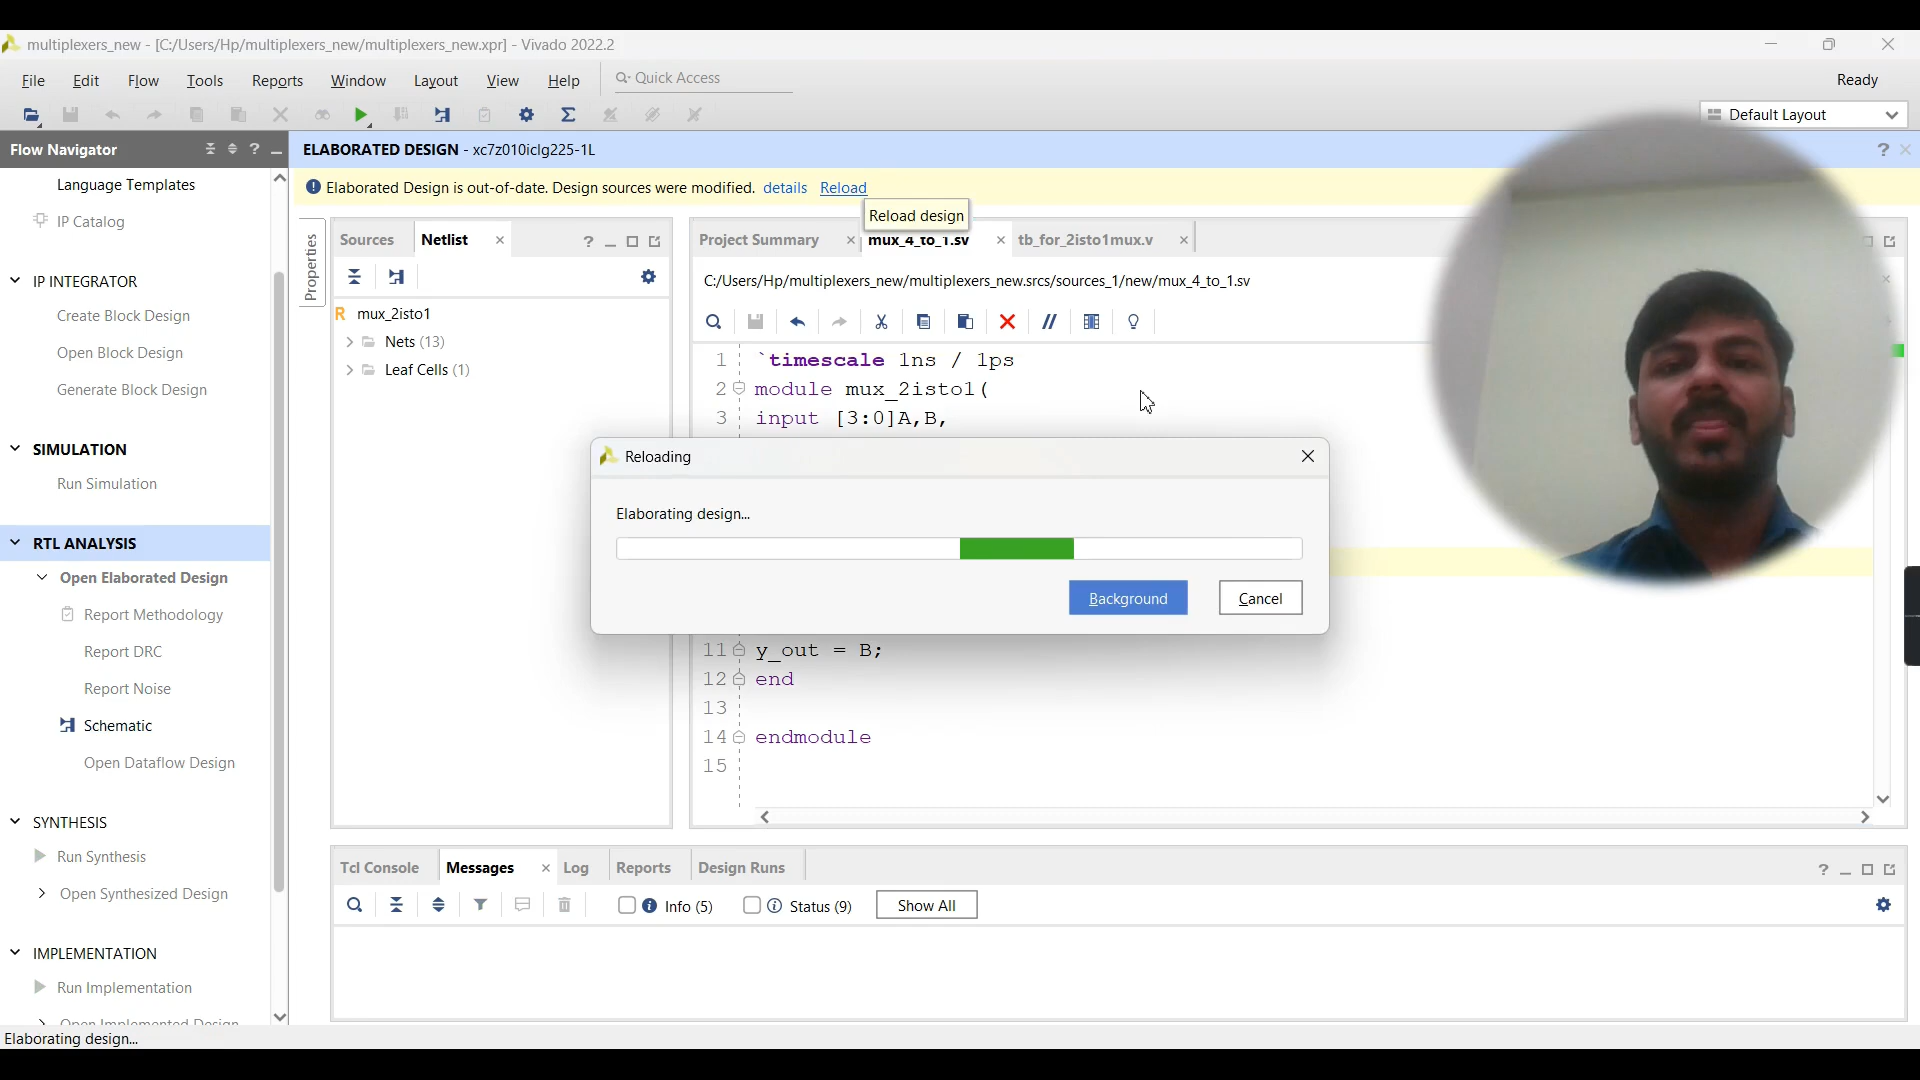 multiplexers_new - [C:/Users/Hp/multiplexers_new/multiplexers_new.xpr] - Vivado 2022.2
File Edit Flow Tools Reports Window Layout View Help Quick Access Ready
Default Layout
Flow Navigator
ELABORATED DESIGN - xc7z010iclg225-1L
Elaborated Design is out-of-date. Design sources were modified. details Reload
Reload design
Language Templates
IP Catalog
IP INTEGRATOR
Create Block Design
Open Block Design
Generate Block Design
SIMULATION
Run Simulation
RTL ANALYSIS
Open Elaborated Design
Report Methodology
Report DRC
Report Noise
Schematic
Open Dataflow Design
SYNTHESIS
Run Synthesis
Open Synthesized Design
IMPLEMENTATION
Run Implementation
Open Implemented Design
Properties
Sources Netlist
mux_2isto1
Nets (13)
Leaf Cells (1)
Project Summary mux_4_to_1.sv tb_for_2isto1mux.v
C:/Users/Hp/multiplexers_new/multiplexers_new.srcs/sources_1/new/mux_4_to_1.sv
1 `timescale 1ns / 1ps
2 module mux_2isto1(
3 input [3:0]A,B,
11 y_out = B;
12 end
13
14 endmodule
15
Reloading
Elaborating design...
Background Cancel
Tcl Console Messages Log Reports Design Runs
Info (5) Status (9) Show All
Elaborating design...